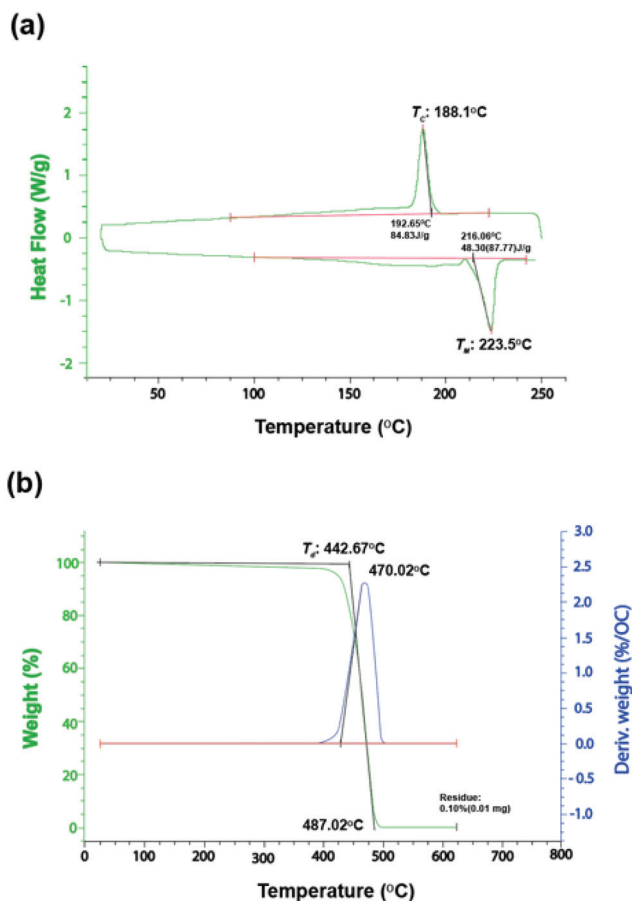 (a)
Heat Flow (W/g)
2
1
0
-1
-2
Tc: 188.1°C
192.65°C
84.83J/g
216.06°C
48.30(87.77)J/g
TM: 223.5°C
50
100
150
200
250
Temperature (°C)
(b)
Weight (%)
100
80
60
40
20
0
Td: 442.67°C
470.02°C
487.02°C
Residue:
0.10%(0.01 mg)
3.0
2.5
2.0
1.5
1.0
0.5
0.0
- 0.5
-1.0
Deriv. weight (%/OC)
0
100
200
300
400
500
600
700
800
Temperature (°C)